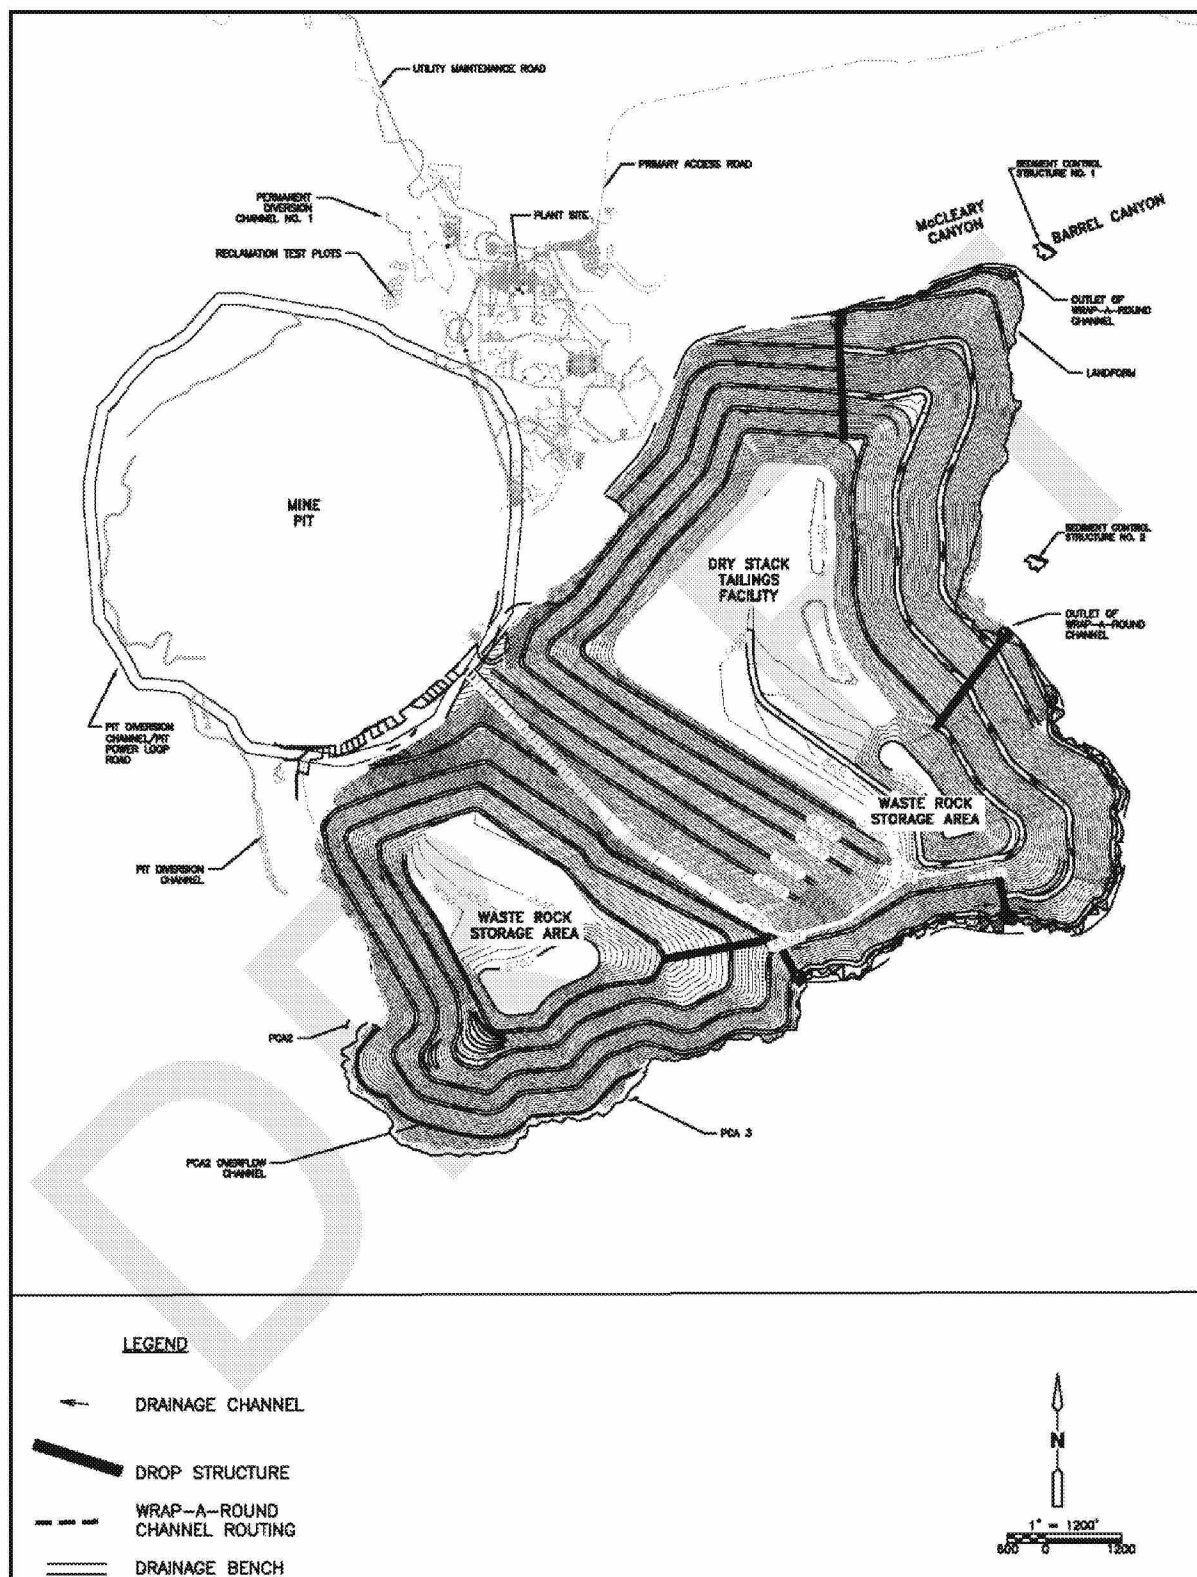 UTILITY MAINTENANCE ROAD
PRIMARY ACCESS ROAD
SEDIMENT CONTROL
STRUCTURE NO. 1
PERMANENT
DIVERSION
CHANNEL NO. 1
PLANT SITE
McCLEARY
CANYON
BARREL CANYON
RECLAMATION TEST PLOTS
OUTLET OF
WRAP-A-ROUND
CHANNEL
LANDFORM
MINE
PIT
SEDIMENT CONTROL
STRUCTURE NO. 2
DRY STACK
TAILINGS
FACILITY
OUTLET OF
WRAP-A-ROUND
CHANNEL
PIT DIVERSION
CHANNEL/PIT
POWER LOOP
ROAD
WASTE ROCK
STORAGE AREA
PIT DIVERSION
CHANNEL
WASTE ROCK
STORAGE AREA
PCA2
PCA 3
PCA2 OVERFLOW
CHANNEL
DRAFT
LEGEND
DRAINAGE CHANNEL
DROP STRUCTURE
WRAP-A-ROUND
CHANNEL ROUTING
DRAINAGE BENCH
N
1" = 1200'
600 0 1200